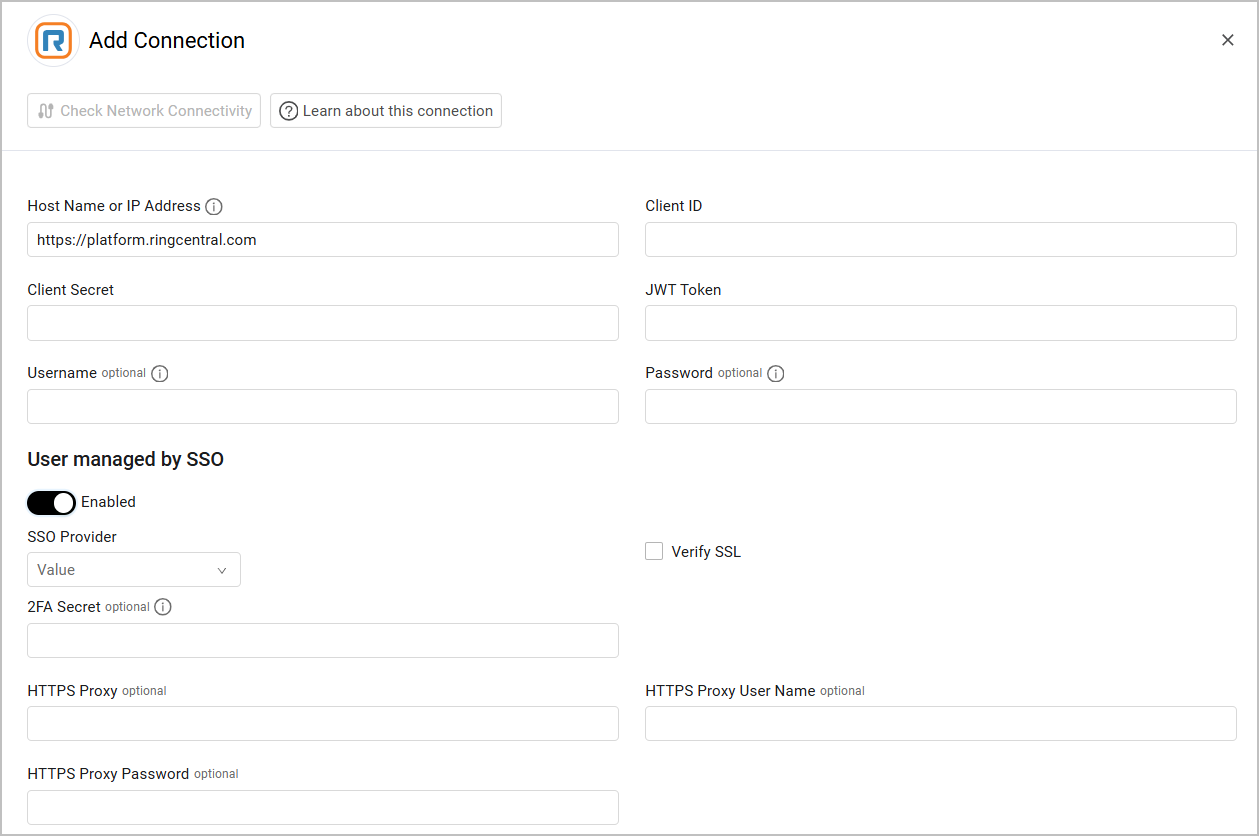 Add Connection
Check Network Connectivity
Learn about this connection
Host Name or IP Address
Client ID
https://platform.ringcentral.com
Client Secret
JWT Token
Username optional
Password optional
User managed by SSO
Enabled
SSO Provider
Verify SSL
Value
2FA Secret optional
HTTPS Proxy optional
HTTPS Proxy User Name optional
HTTPS Proxy Password optional